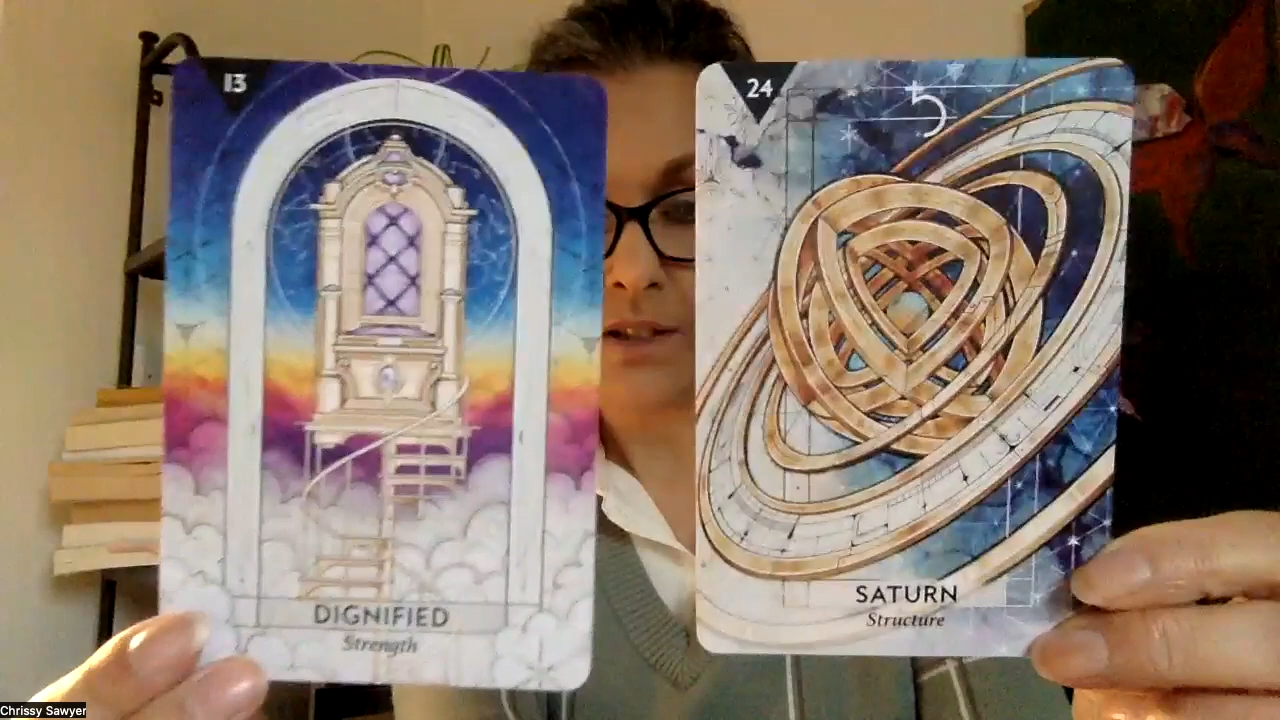 13
DIGNIFIED
Strength
24
♄
SATURN
Structure
Chrissy Sawyer